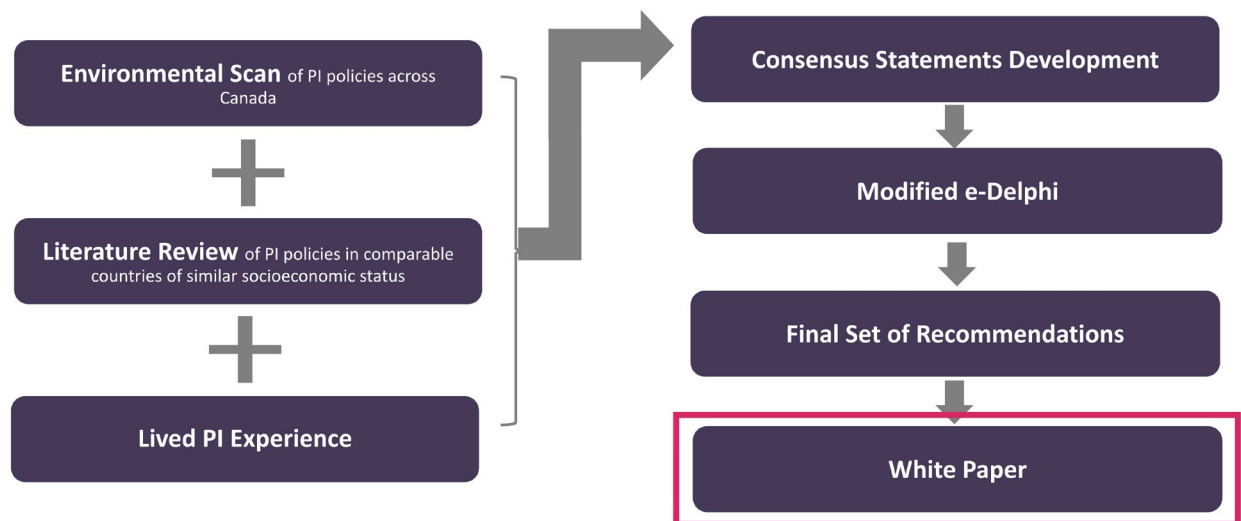 Environmental Scan of PI policies across
Canada
Literature Review of PI policies in comparable
countries of similar socioeconomic status
Lived PI Experience
Consensus Statements Development
Modified e-Delphi
Final Set of Recommendations
White Paper